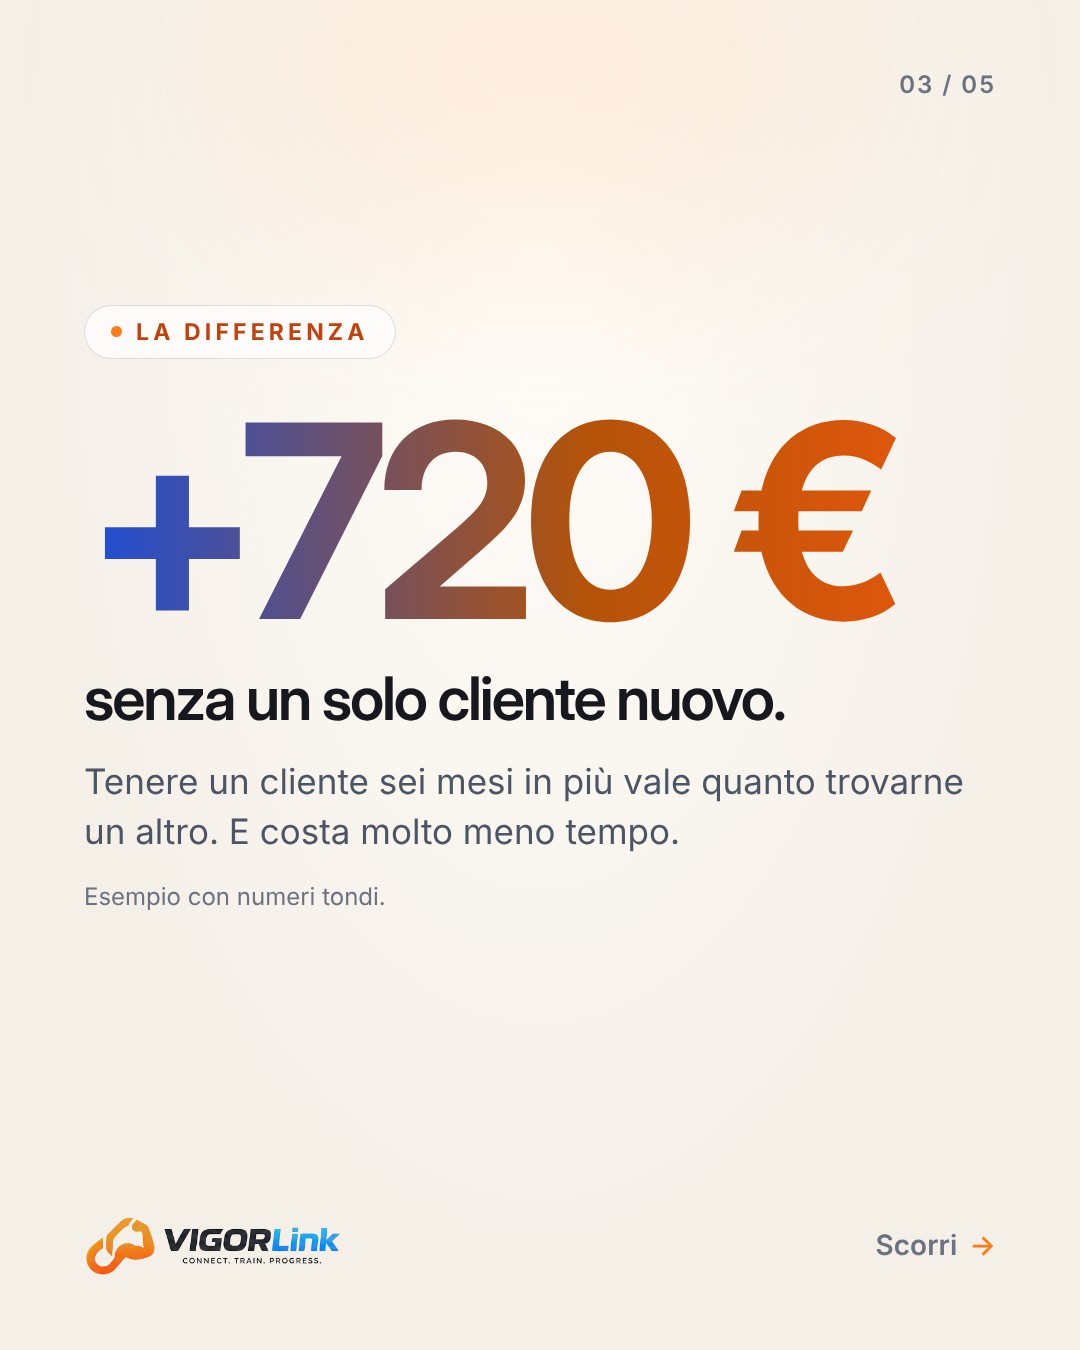 03 / 05
LA DIFFERENZA
+720 €
senza un solo cliente nuovo.
Tenere un cliente sei mesi in più vale quanto trovarne
un altro. E costa molto meno tempo.
Esempio con numeri tondi.
VIGORLink
CONNECT. TRAIN. PROGRESS.
Scorri →